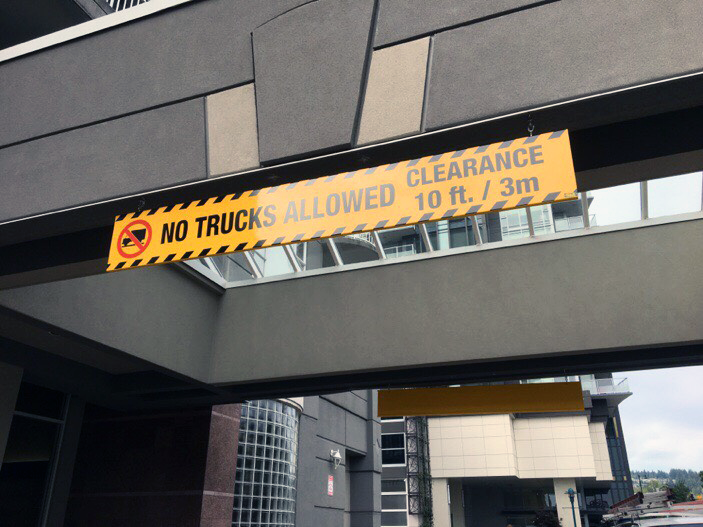 NO TRUCKS ALLOWED
CLEARANCE
10 ft. / 3m